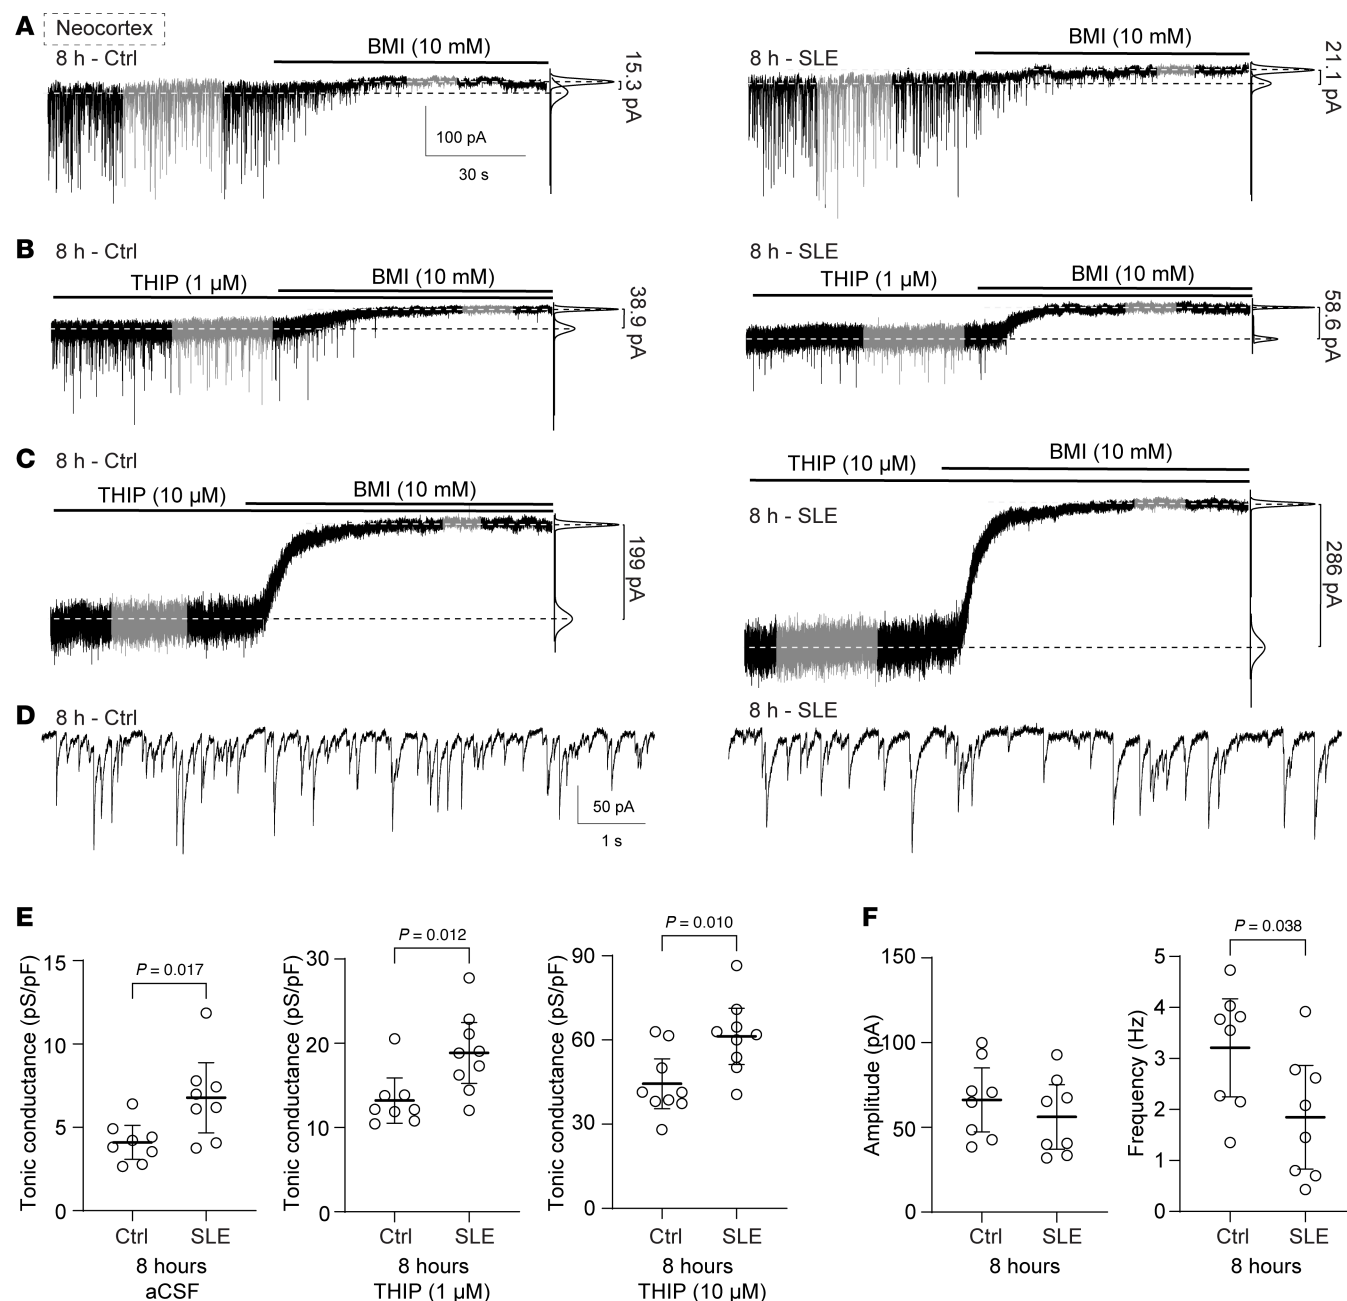 A
Neocortex
8 h - Ctrl
BMI (10 mM)
15.3 pA
100 pA
30 s
8 h - SLE
BMI (10 mM)
21.1 pA
B
8 h - Ctrl
THIP (1 µM)
BMI (10 mM)
38.9 pA
8 h - SLE
THIP (1 µM)
BMI (10 mM)
58.6 pA
C
8 h - Ctrl
THIP (10 µM)
BMI (10 mM)
199 pA
THIP (10 µM)
BMI (10 mM)
8 h - SLE
286 pA
D
8 h - Ctrl
50 pA
1 s
8 h - SLE
E
Tonic conductance (pS/pF)
15
10
5
0
P = 0.017
Ctrl
SLE
8 hours
aCSF
Tonic conductance (pS/pF)
30
20
10
0
P = 0.012
Ctrl
SLE
8 hours
THIP (1 µM)
Tonic conductance (pS/pF)
90
60
30
0
P = 0.010
Ctrl
SLE
8 hours
THIP (10 µM)
F
Amplitude (pA)
150
100
50
0
Ctrl
SLE
8 hours
Frequency (Hz)
5
4
3
2
1
0
P = 0.038
Ctrl
SLE
8 hours